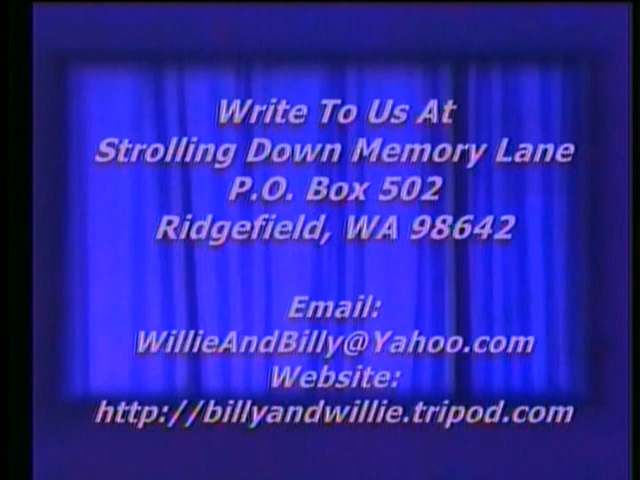 Write To Us At
Strolling Down Memory Lane
P.O. Box 502
Ridgefield, WA 98642
Email:
WillieAndBilly@Yahoo.com
Website:
http://billyandwillie.tripod.com